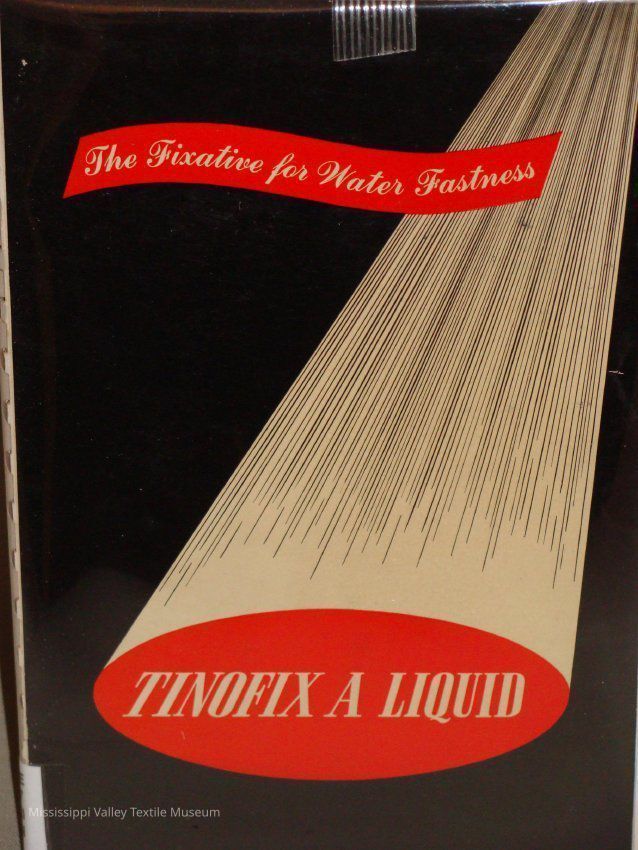 The Fixative for Water Fastness
TINOFIX A LIQUID
Mississippi Valley Textile Museum